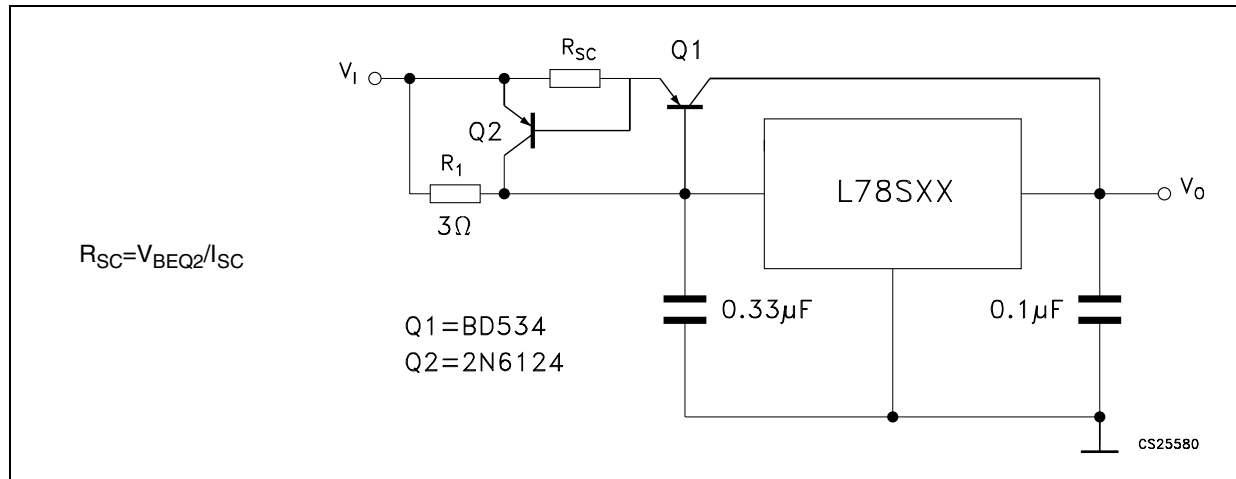 R_SC
Q1
V_I
Q2
R_1
3Ω
L78SXX
V_O
R_SC=V_BEQ2/I_SC
0.33µF
0.1µF
Q1=BD534
Q2=2N6124
CS25580